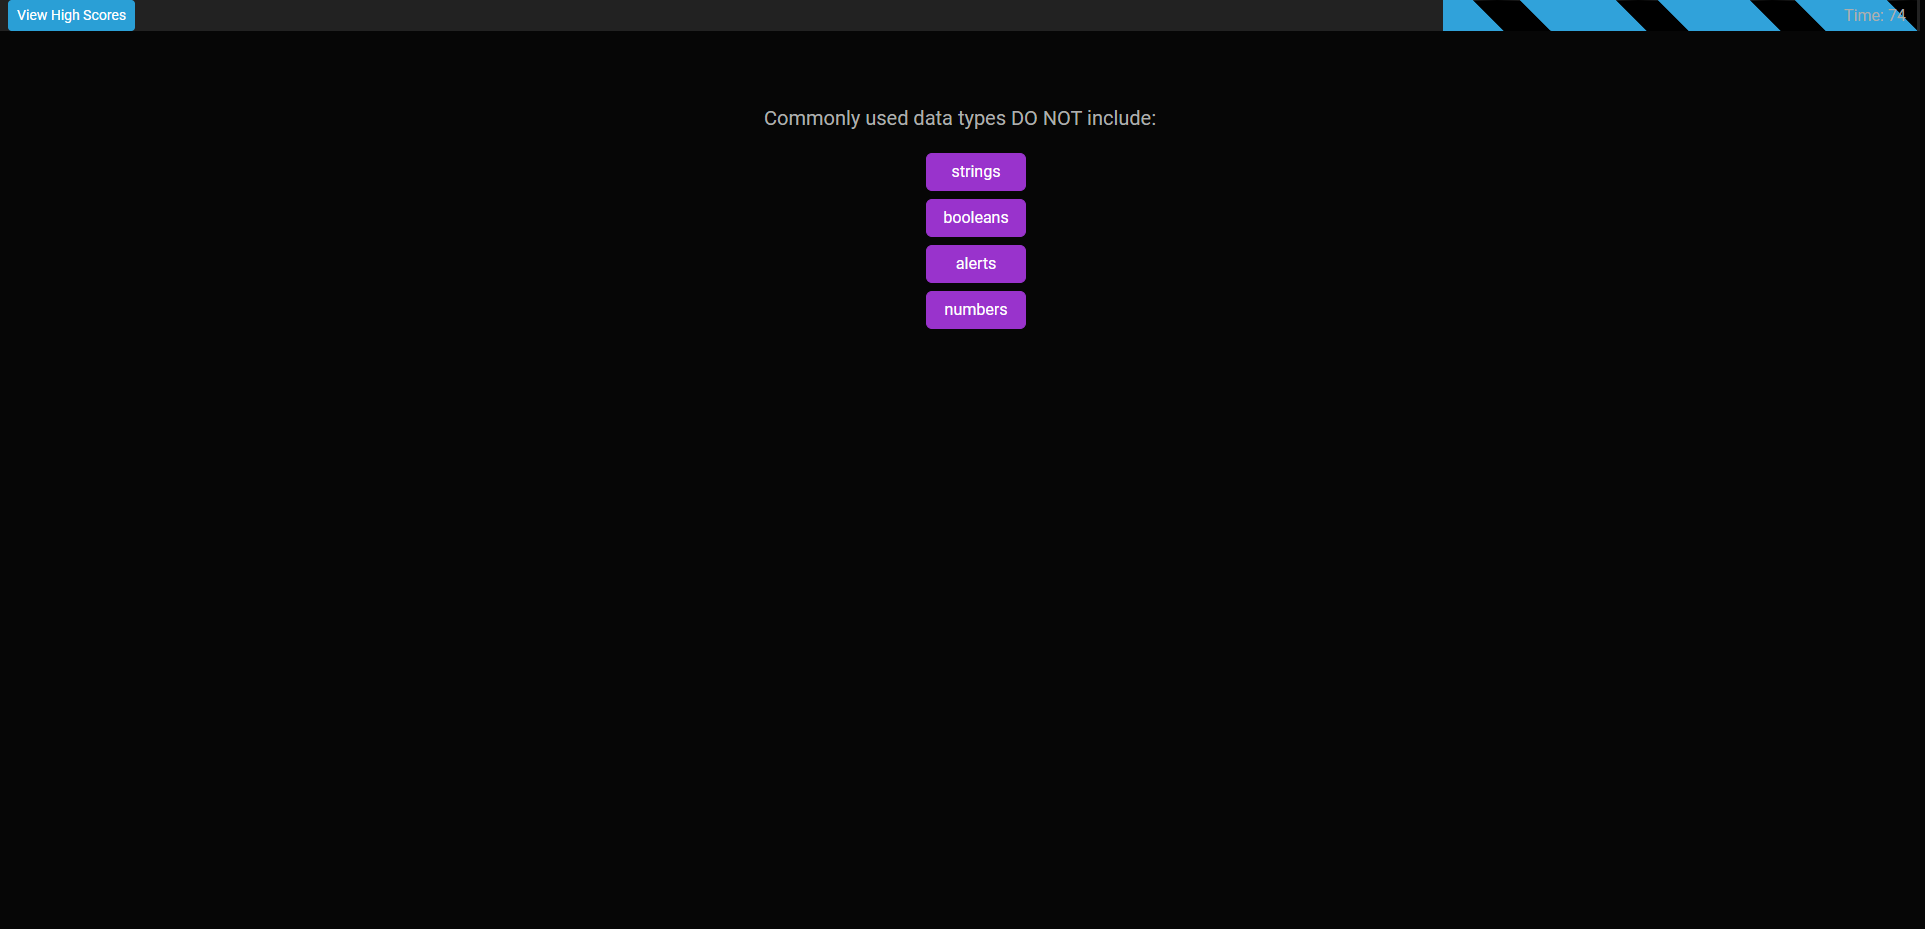 View High Scores
Time: 74
Commonly used data types DO NOT include:
strings
booleans
alerts
numbers